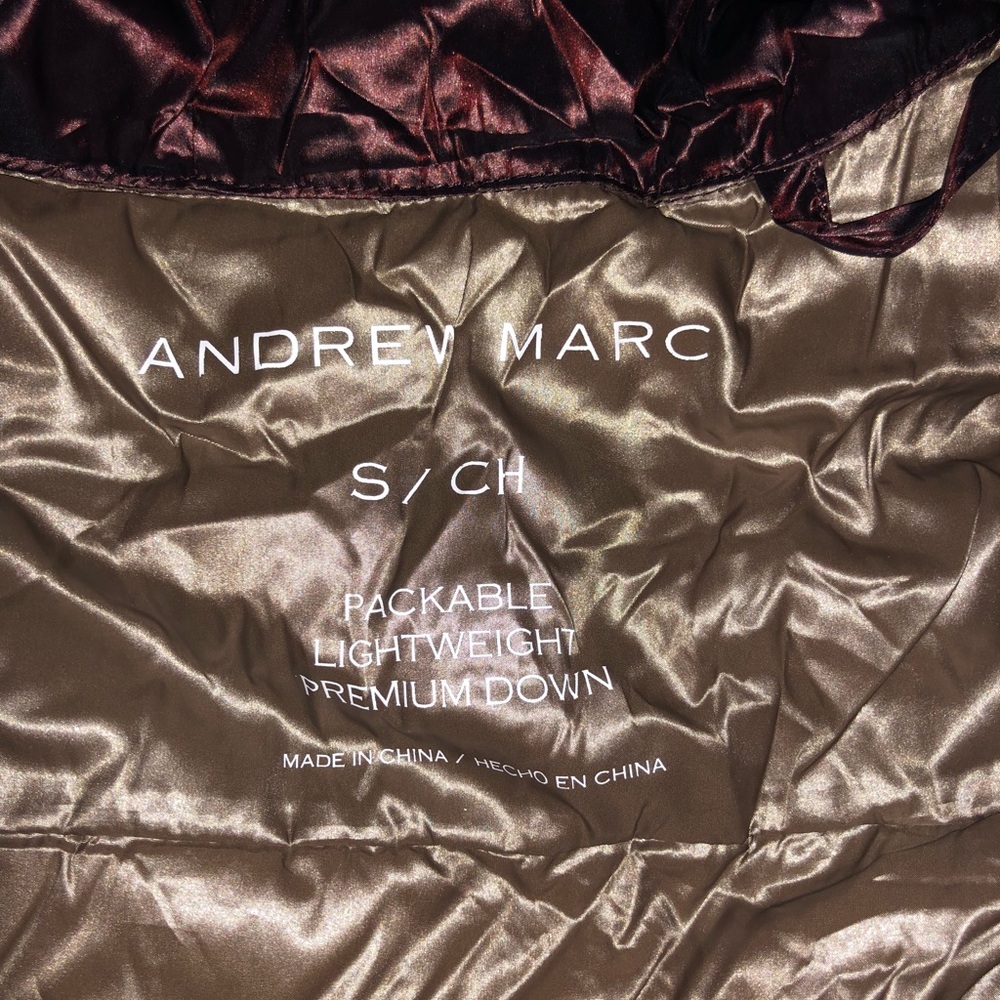 ANDREW MARC
S / CH
PACKABLE
LIGHTWEIGHT
PREMIUM DOWN
MADE IN CHINA / HECHO EN CHINA